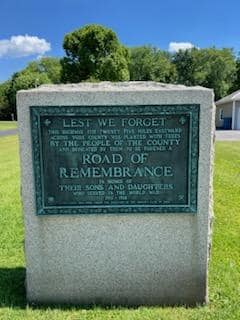 LEST WE FORGET
THIS HIGHWAY FOR TWENTY FIVE MILES EASTWARD
ACROSS YORK COUNTY WAS PLANTED WITH TREES
BY THE PEOPLE OF THE COUNTY
AND DEDICATED BY THEM TO BE FOREVER A
ROAD OF
REMEMBRANCE
IN HONOR OF
THEIR SONS AND DAUGHTERS
WHO SERVED IN THE WORLD WAR
1917 - 1918